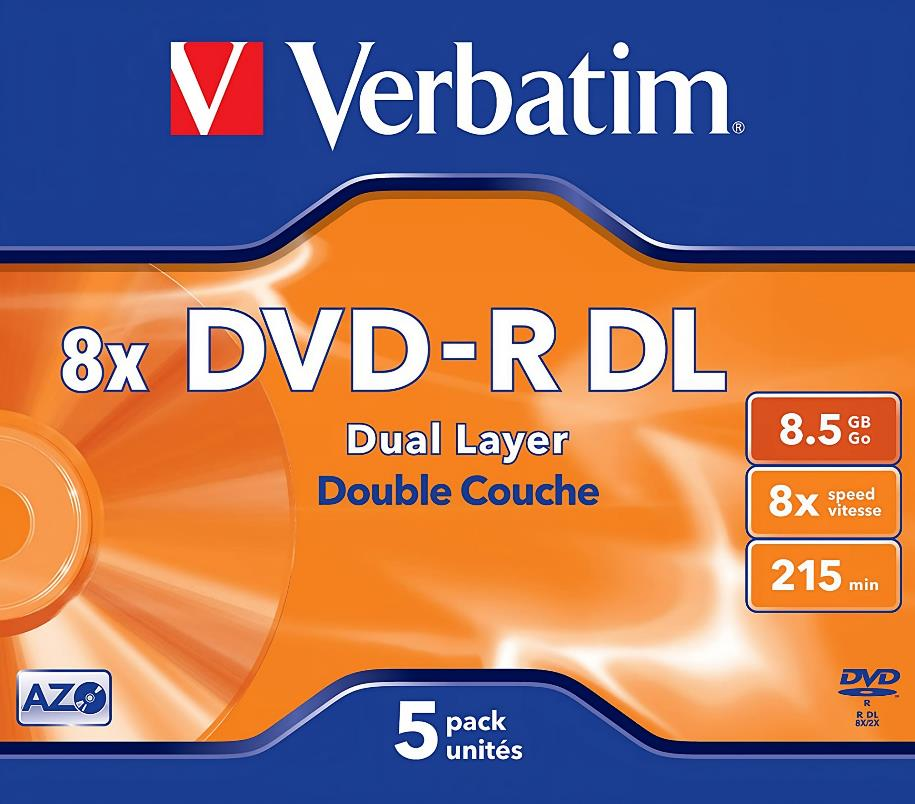 V Verbatim®
8x DVD-R DL
Dual Layer
Double Couche
8.5 GB
Go
8x speed
vitesse
215 min
AZO
DVD
R
R DL
8X/2X
5 pack
unités